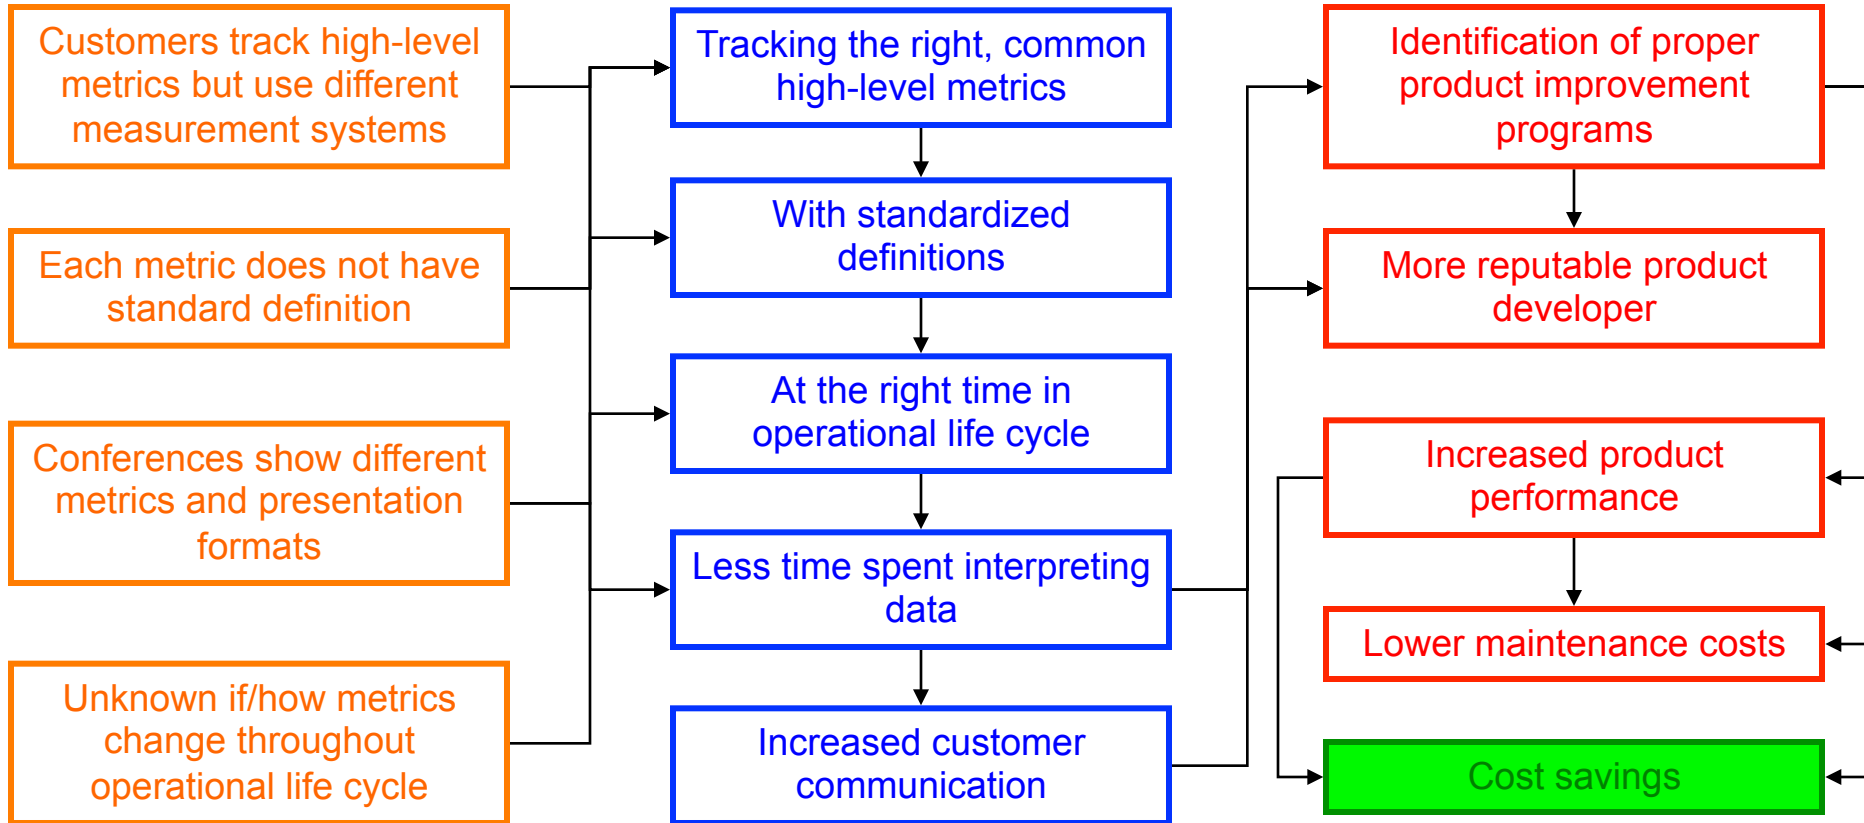 Customers track high-level
metrics but use different
measurement systems
Each metric does not have
standard definition
Conferences show different
metrics and presentation
formats
Unknown if/how metrics
change throughout
operational life cycle
Tracking the right, common
high-level metrics
With standardized
definitions
At the right time in
operational life cycle
Less time spent interpreting
data
Increased customer
communication
Identification of proper
product improvement
programs
More reputable product
developer
Increased product
performance
Lower maintenance costs
Cost savings